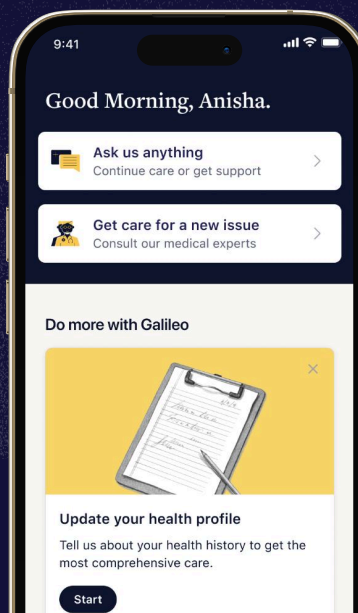 9:41
Good Morning, Anisha.
Ask us anything
Continue care or get support
Get care for a new issue
Consult our medical experts
Do more with Galileo
Update your health profile
Tell us about your health history to get the
most comprehensive care.
Start